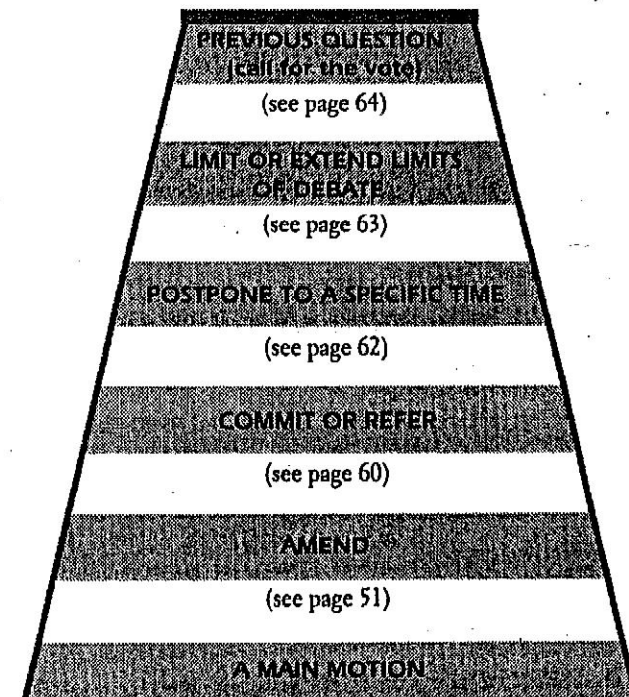 PREVIOUS QUESTION
(call for the vote)
(see page 64)
LIMIT OR EXTEND LIMITS
OF DEBATE
(see page 63)
POSTPONE TO A SPECIFIC TIME
(see page 62)
COMMIT OR REFER
(see page 60)
AMEND
(see page 51)
A MAIN MOTION